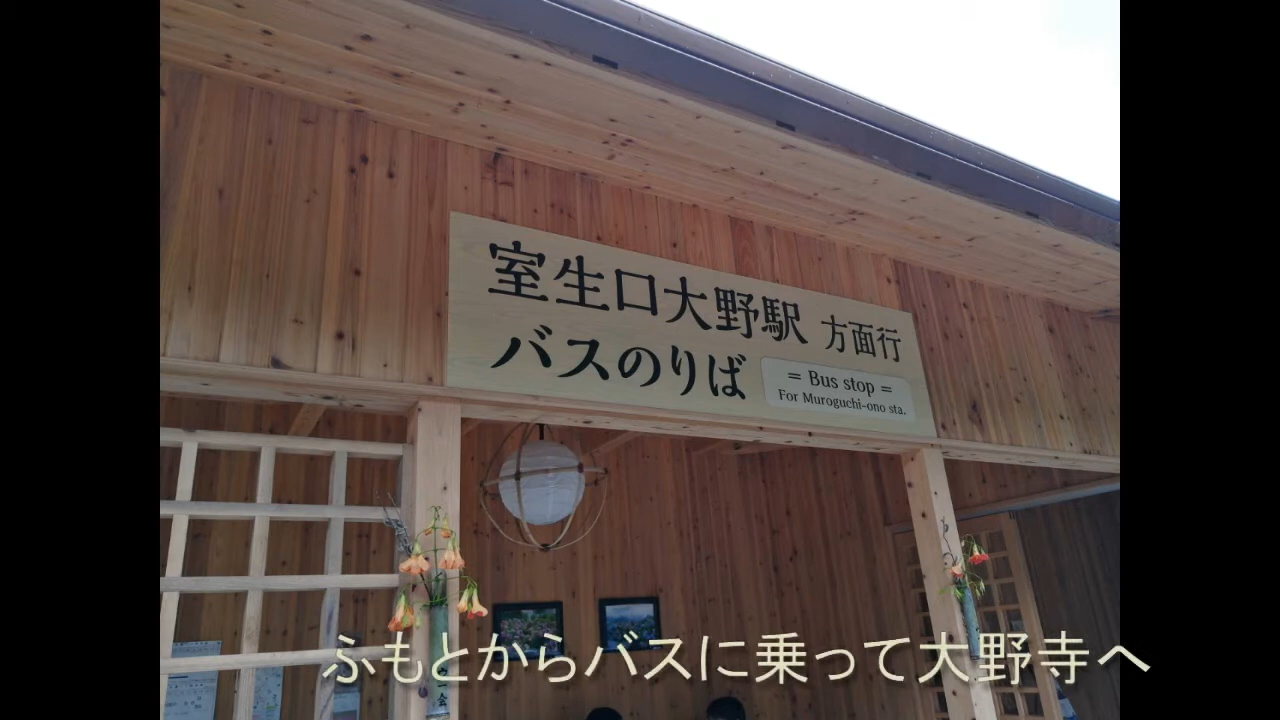 室生口大野駅 方面行
バスのりば
= Bus stop =
For Muroguchi-ono sta.
ふもとからバスに乗って大野寺へ